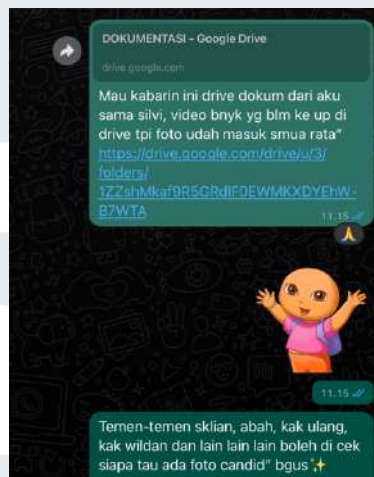 DOKUMENTASI - Google Drive
drive.google.com
Mau kabarin ini drive dokum dari aku
sama silvi, video bnyk yg blm ke up di
drive tpi foto udah masuk smua rata"
https://drive.google.com/drive/u/3/
folders/
1ZZshMkaf9R5GRdlF0EWMKXDYEhW-
B7WTA
11.15
11.15
Temen-temen sklian, abah, kak ulang,
kak wildan dan lain lain lain boleh di cek
siapa tau ada foto candid" bgus✨